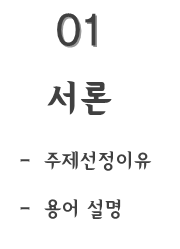 01
서론
- 주제선정이유
- 용어 설명